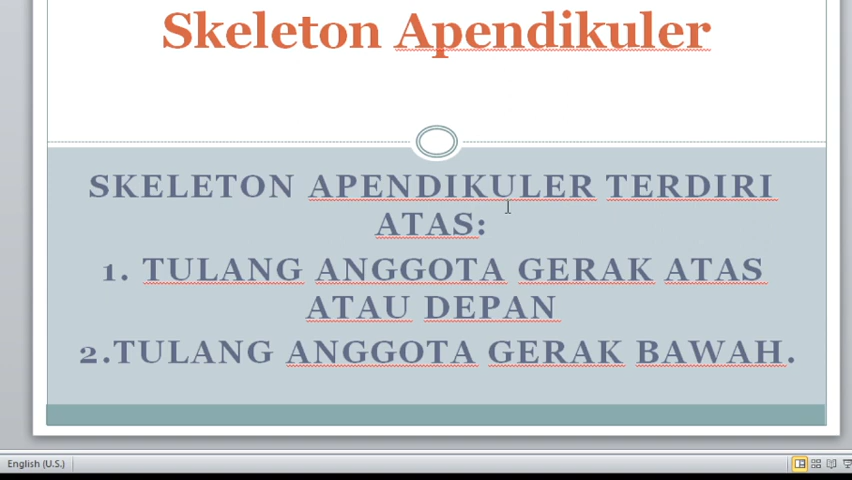 Skeleton Apendikuler
SKELETON APENDIKULER TERDIRI
ATAS:
1. TULANG ANGGOTA GERAK ATAS
ATAU DEPAN
2.TULANG ANGGOTA GERAK BAWAH.
English (U.S.)